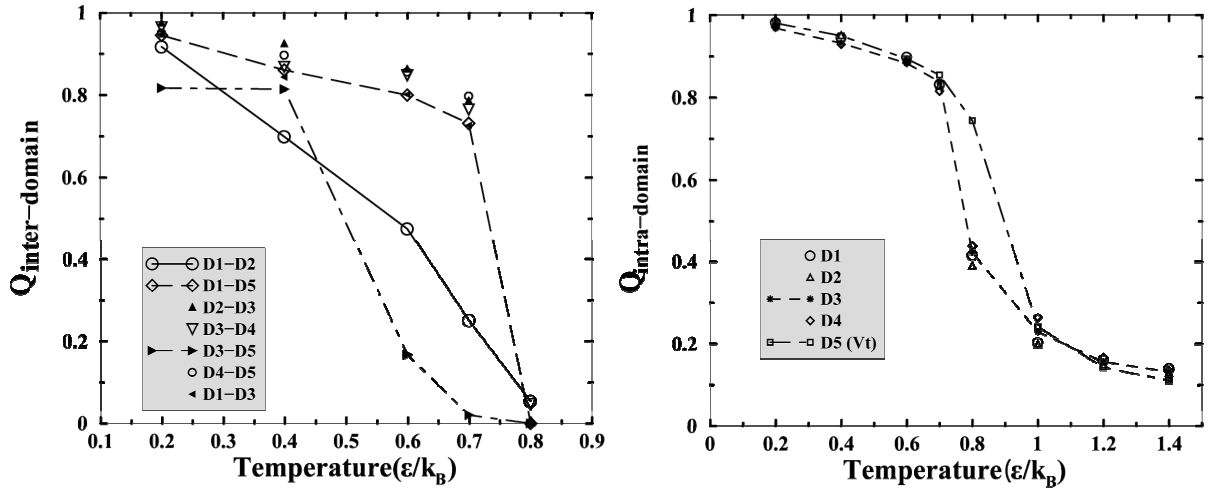 1
0.8
0.6
0.4
0.2
0
Q inter−domain
D1−D2
D1−D5
D2−D3
D3−D4
D3−D5
D4−D5
D1−D3
0.1 0.2 0.3 0.4 0.5 0.6 0.7 0.8 0.9
Temperature(ε/kB)
1
0.8
0.6
0.4
0.2
0
Q intra−domain
D1
D2
D3
D4
D5 (Vt)
0 0.2 0.4 0.6 0.8 1 1.2 1.4
Temperature(ε/kB)